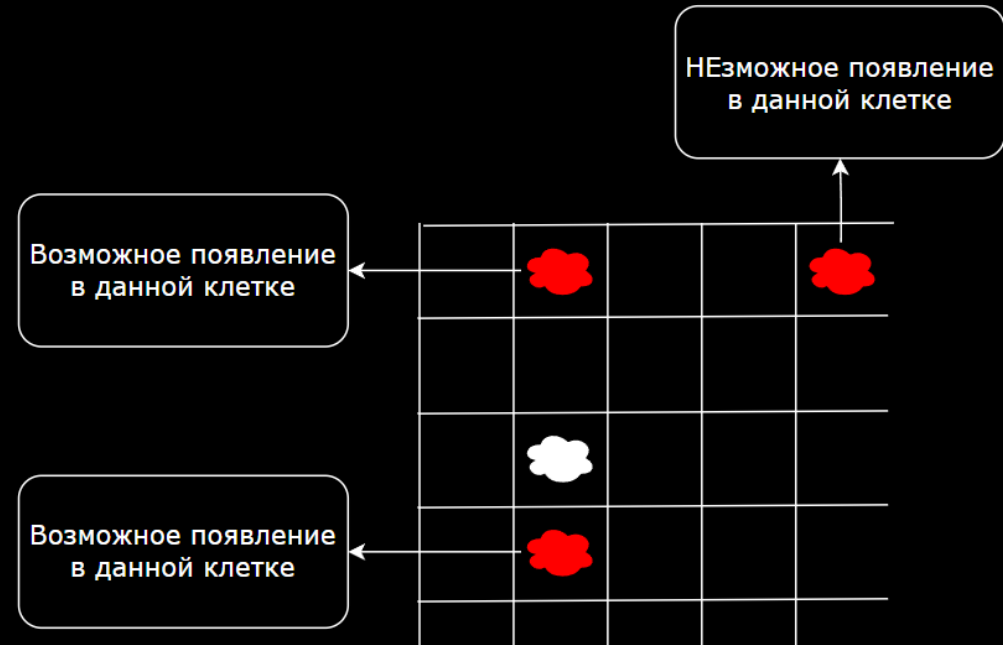 НЕзможное появление
в данной клетке
Возможное появление
в данной клетке
Возможное появление
в данной клетке